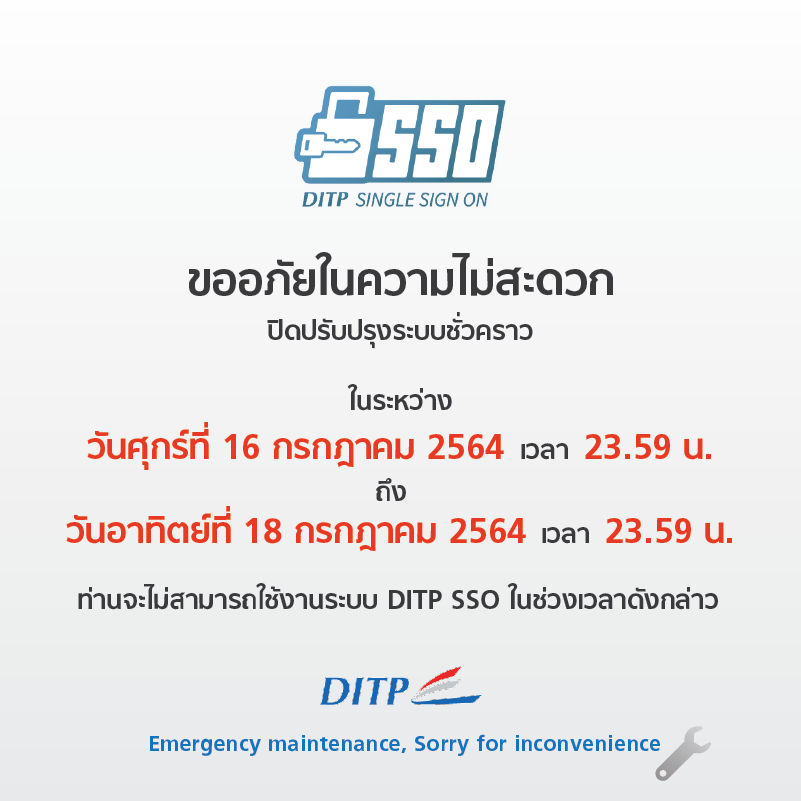 SSO
DITP SINGLE SIGN ON
ขออภัยในความไม่สะดวก
ปิดปรับปรุงระบบชั่วคราว
ในระหว่าง
วันศุกร์ที่ 16 กรกฎาคม 2564 เวลา 23.59 น.
ถึง
วันอาทิตย์ที่ 18 กรกฎาคม 2564 เวลา 23.59 น.
ท่านจะไม่สามารถใช้งานระบบ DITP SSO ในช่วงเวลาดังกล่าว
DITP
Emergency maintenance, Sorry for inconvenience